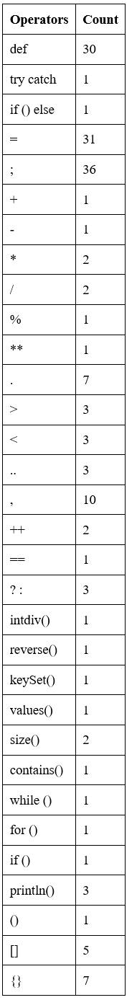 Operators Count
def 30
try catch 1
if () else 1
= 31
; 36
+ 1
- 1
* 2
/ 2
% 1
** 1
. 7
> 3
< 3
.. 3
, 10
++ 2
== 1
? : 3
intdiv() 1
reverse() 1
keySet() 1
values() 1
size() 2
contains() 1
while () 1
for () 1
if () 1
println() 3
() 1
[] 5
{} 7